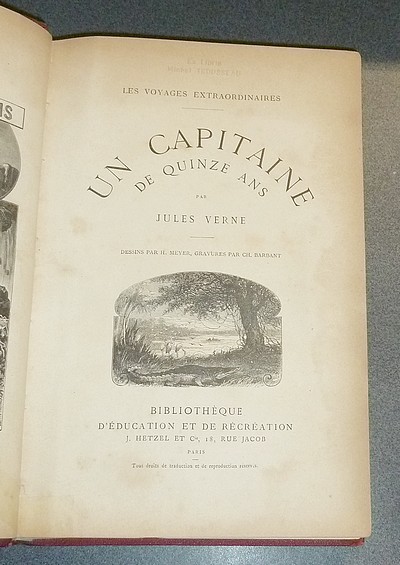 LES VOYAGES EXTRAORDINAIRES
UN CAPITAINE
DE QUINZE ANS
PAR
JULES VERNE
DESSINS PAR H. MEYER, GRAVURES PAR CH. BARBANT
BIBLIOTHÈQUE
D'ÉDUCATION ET DE RÉCRÉATION
J. HETZEL ET Cie, 18, RUE JACOB
PARIS
Tous droits de traduction et de reproduction réservés.